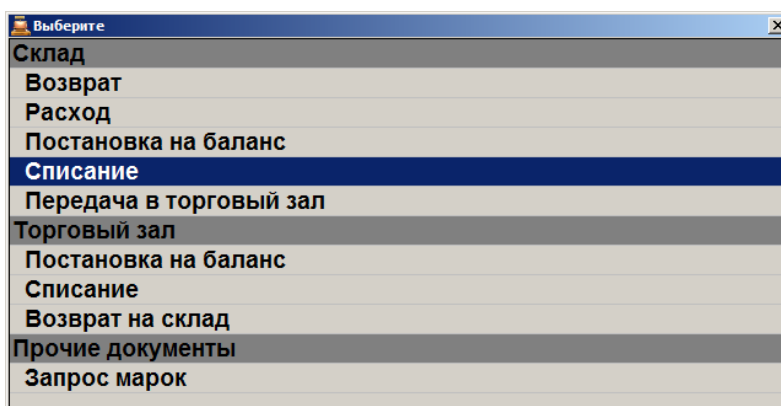 Выберите
Склад
Возврат
Расход
Постановка на баланс
Списание
Передача в торговый зал
Торговый зал
Постановка на баланс
Списание
Возврат на склад
Прочие документы
Запрос марок